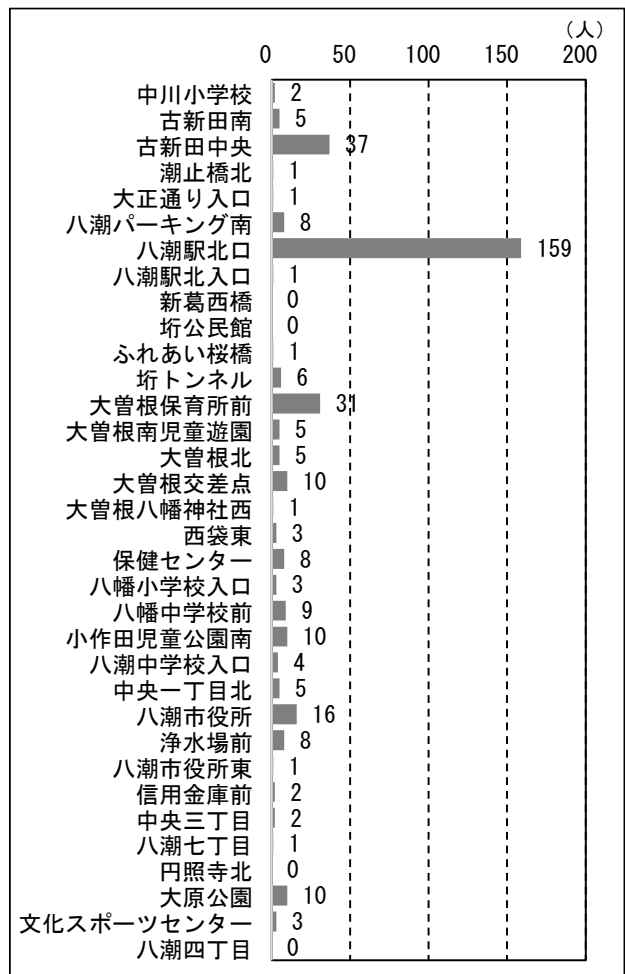 (人)
0 50 100 150 200
中川小学校 2
古新田南 5
古新田中央 37
潮止橋北 1
大正通り入口 1
八潮パーキング南 8
八潮駅北口 159
八潮駅北入口 1
新葛西橋 0
垳公民館 0
ふれあい桜橋 1
垳トンネル 6
大曽根保育所前 31
大曽根南児童遊園 5
大曽根北 5
大曽根交差点 10
大曽根八幡神社西 1
西袋東 3
保健センター 8
八幡小学校入口 3
八幡中学校前 9
小作田児童公園南 10
八潮中学校入口 4
中央一丁目北 5
八潮市役所 16
浄水場前 8
八潮市役所東 1
信用金庫前 2
中央三丁目 2
八潮七丁目 1
円照寺北 0
大原公園 10
文化スポーツセンター 3
八潮四丁目 0